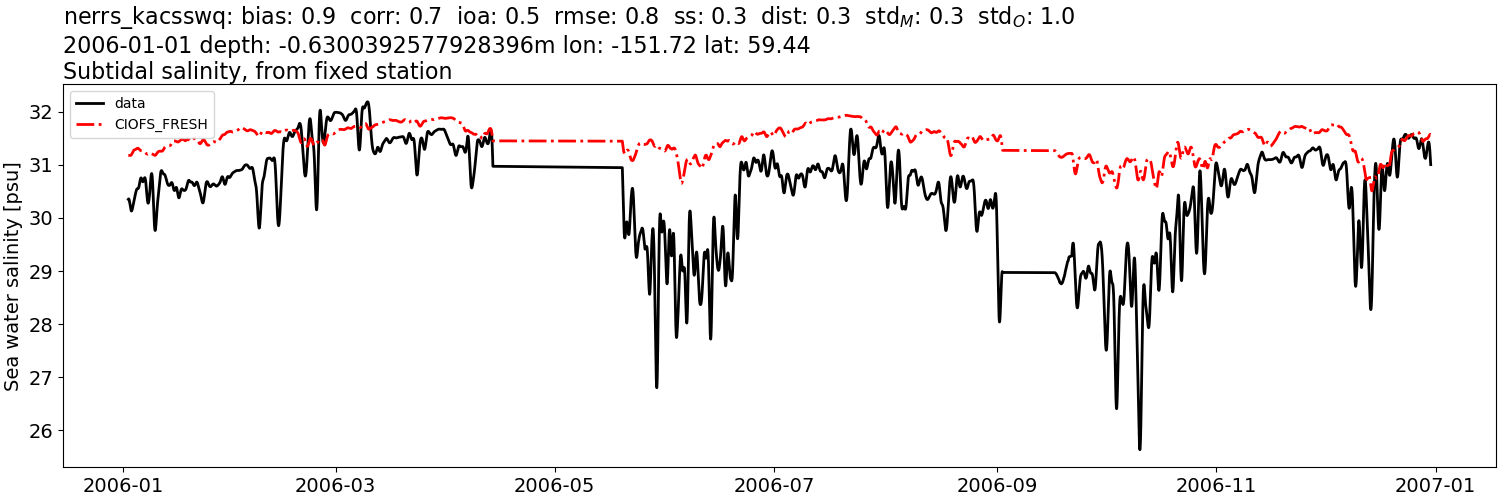 nerrs_kacsswq: bias: 0.9  corr: 0.7  ioa: 0.5  rmse: 0.8  ss: 0.3  dist: 0.3  std_M: 0.3  std_O: 1.0
2006-01-01 depth: -0.6300392577928396m lon: -151.72 lat: 59.44
Subtidal salinity, from fixed station
data
CIOFS_FRESH
Sea water salinity [psu]
32
31
30
29
28
27
26
2006-01
2006-03
2006-05
2006-07
2006-09
2006-11
2007-01